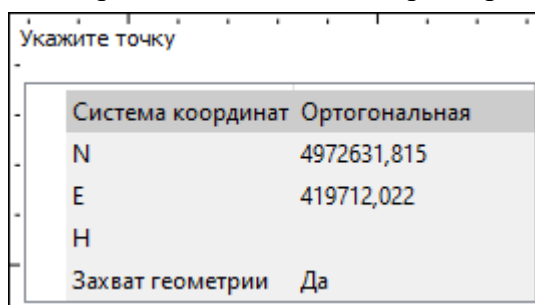 Укажите точку
Система координат Ортогональная
N 4972631,815
E 419712,022
H
Захват геометрии Да